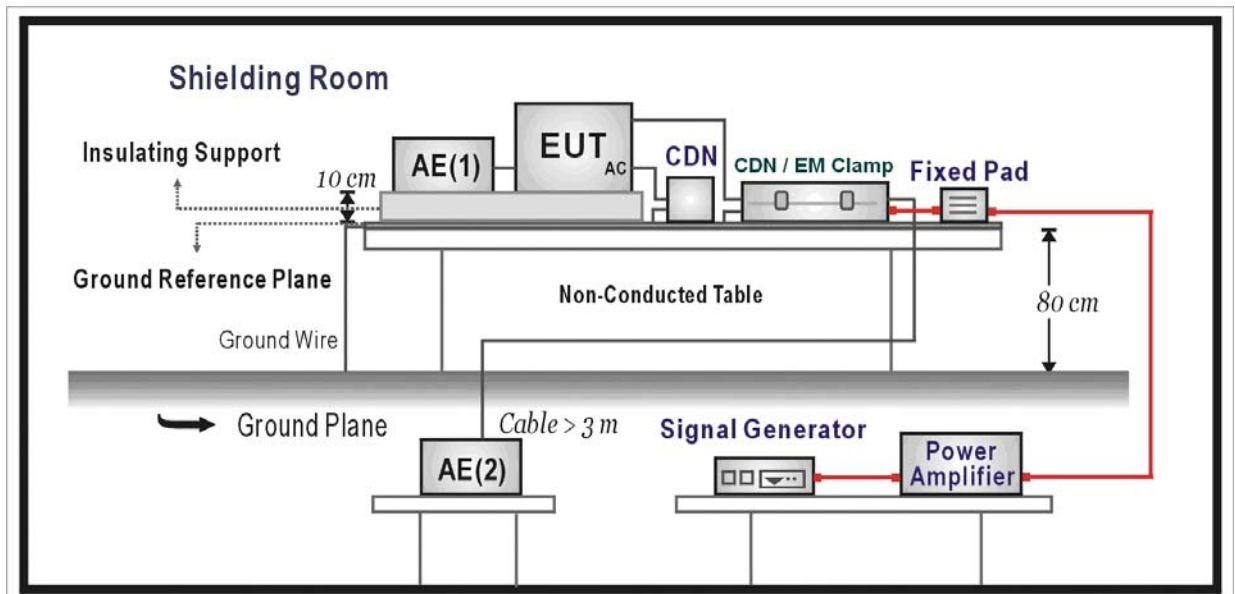 Shielding Room
Insulating Support
10 cm
AE(1)
EUT
AC
CDN
CDN / EM Clamp
Fixed Pad
Ground Reference Plane
Non-Conducted Table
80 cm
Ground Wire
Ground Plane
Cable > 3 m
AE(2)
Signal Generator
Power
Amplifier